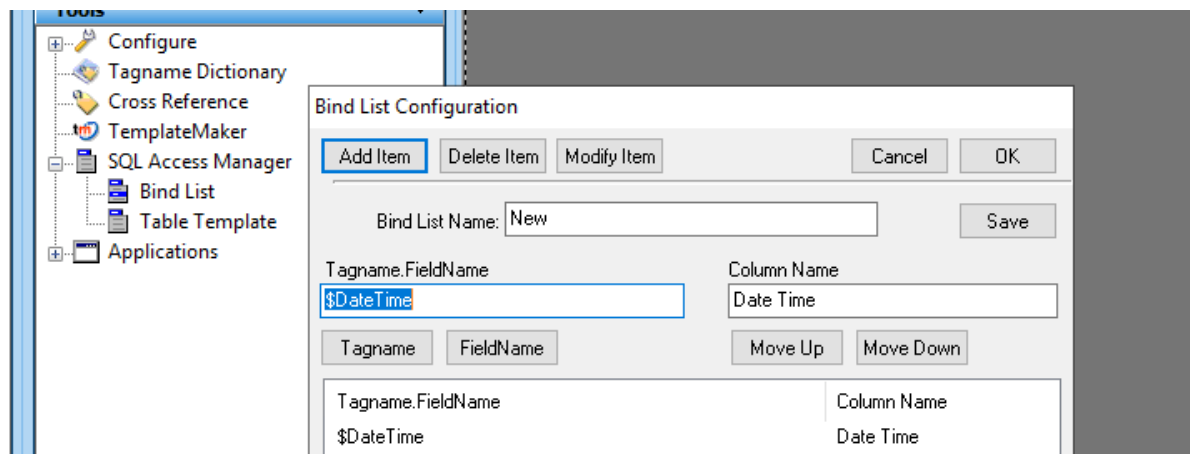 Tools
Configure
Tagname Dictionary
Cross Reference
TemplateMaker
SQL Access Manager
Bind List
Table Template
Applications
Bind List Configuration
Add Item Delete Item Modify Item Cancel OK
Bind List Name: New Save
Tagname.FieldName Column Name
$DateTime Date Time
Tagname FieldName Move Up Move Down
Tagname.FieldName Column Name
$DateTime Date Time